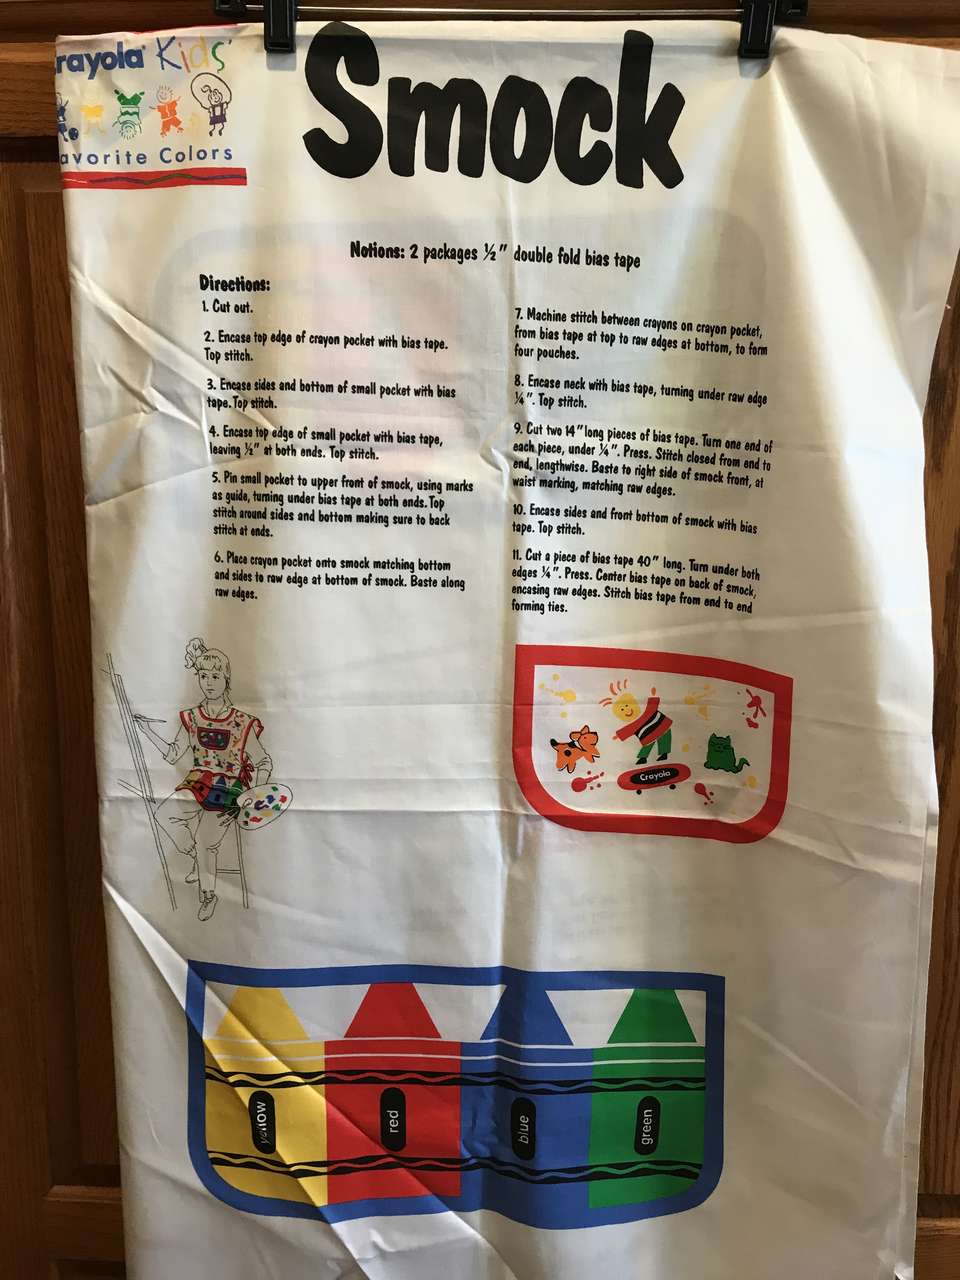 rayola Kids
Smock
avorite Colors
Notions: 2 packages ½" double fold bias tape
Directions:
1. Cut out.
2. Encase top edge of crayon pocket with bias tape.
Top stitch.
3. Encase sides and bottom of small pocket with bias
tape. Top stitch.
4. Encase top edge of small pocket with bias tape,
leaving ½" at both ends. Top stitch.
5. Pin small pocket to upper front of smock, using marks
as guide, turning under bias tape at both ends. Top
stitch around sides and bottom making sure to back
stitch at ends.
6. Place crayon pocket onto smock matching bottom
and sides to raw edge at bottom of smock. Baste along
raw edges.
7. Machine stitch between crayons on crayon pocket,
from bias tape at top to raw edges at bottom, to form
four pouches.
8. Encase neck with bias tape, turning under raw edge
¼". Top stitch.
9. Cut two 14" long pieces of bias tape. Turn one end of
each piece, under ¼". Press. Stitch closed from end to
end, lengthwise. Baste to right side of smock front, at
waist marking, matching raw edges.
10. Encase sides and front bottom of smock with bias
tape. Top stitch.
11. Cut a piece of bias tape 40" long. Turn under both
edges ¼". Press. Center bias tape on back of smock,
encasing raw edges. Stitch bias tape from end to end
forming ties.
Crayola
yellow
red
blue
green